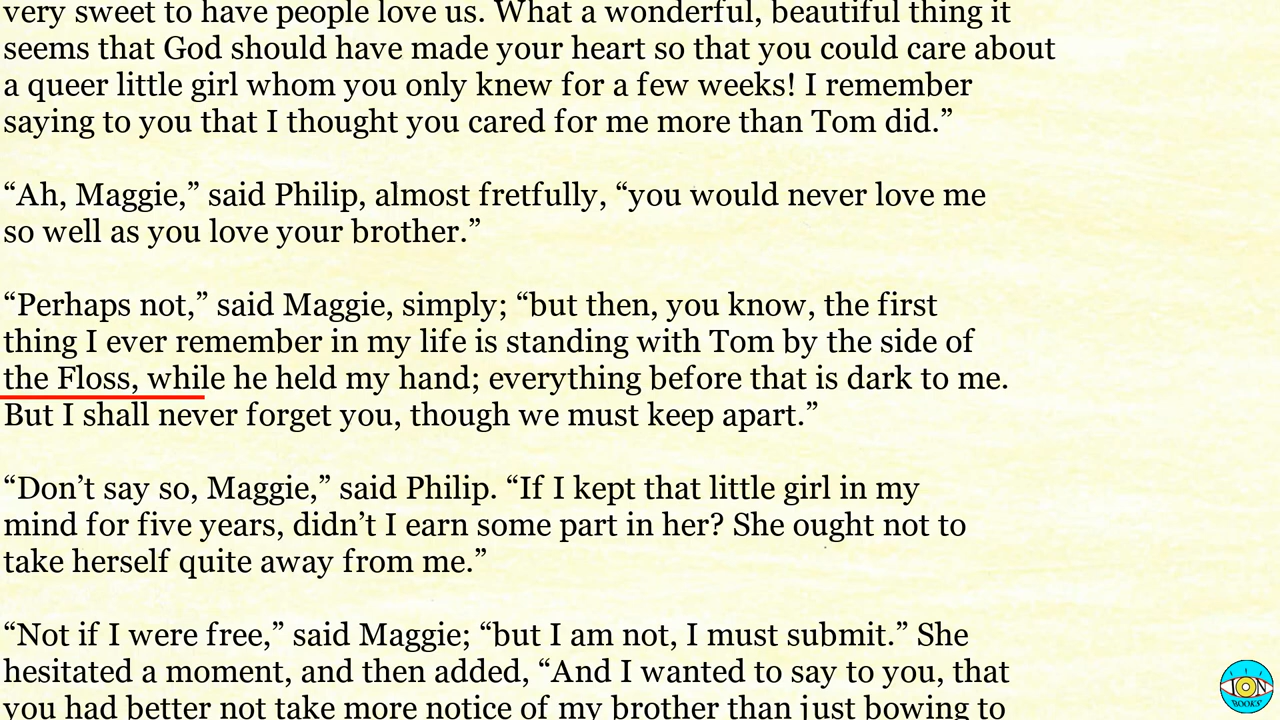 very sweet to have people love us. What a wonderful, beautiful thing it
seems that God should have made your heart so that you could care about
a queer little girl whom you only knew for a few weeks! I remember
saying to you that I thought you cared for me more than Tom did.”
“Ah, Maggie,” said Philip, almost fretfully, “you would never love me
so well as you love your brother.”
“Perhaps not,” said Maggie, simply; “but then, you know, the first
thing I ever remember in my life is standing with Tom by the side of
the Floss, while he held my hand; everything before that is dark to me.
But I shall never forget you, though we must keep apart.”
“Don’t say so, Maggie,” said Philip. “If I kept that little girl in my
mind for five years, didn’t I earn some part in her? She ought not to
take herself quite away from me.”
“Not if I were free,” said Maggie; “but I am not, I must submit.” She
hesitated a moment, and then added, “And I wanted to say to you, that
you had better not take more notice of my brother than just bowing to
ION
BOOKS